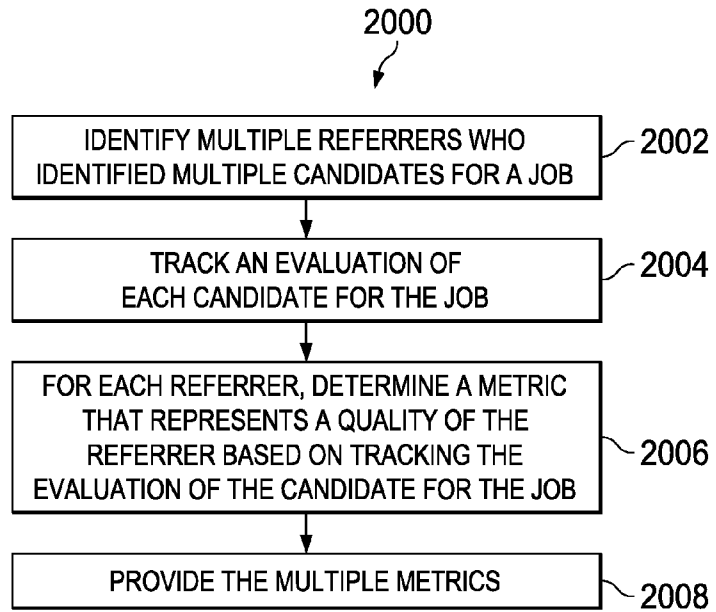 2000
IDENTIFY MULTIPLE REFERRERS WHO
IDENTIFIED MULTIPLE CANDIDATES FOR A JOB
2002
TRACK AN EVALUATION OF
EACH CANDIDATE FOR THE JOB
2004
FOR EACH REFERRER, DETERMINE A METRIC
THAT REPRESENTS A QUALITY OF THE
REFERRER BASED ON TRACKING THE
EVALUATION OF THE CANDIDATE FOR THE JOB
2006
PROVIDE THE MULTIPLE METRICS
2008